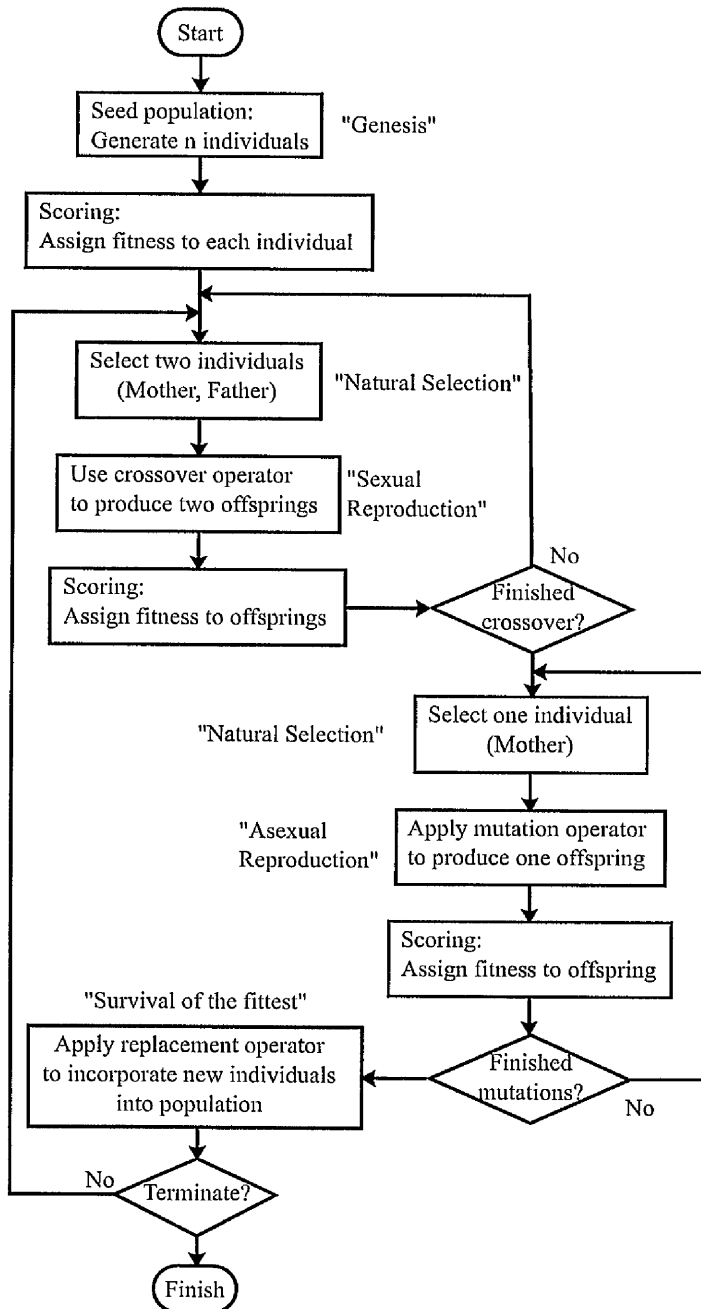 Start
Seed population:
Generate n individuals
"Genesis"
Scoring:
Assign fitness to each individual
Select two individuals
(Mother, Father)
"Natural Selection"
Use crossover operator
to produce two offsprings
"Sexual
Reproduction"
Scoring:
Assign fitness to offsprings
No
Finished
crossover?
Select one individual
(Mother)
"Natural Selection"
"Asexual
Reproduction"
Apply mutation operator
to produce one offspring
Scoring:
Assign fitness to offspring
"Survival of the fittest"
Apply replacement operator
to incorporate new individuals
into population
Finished
mutations?
No
No
Terminate?
Finish